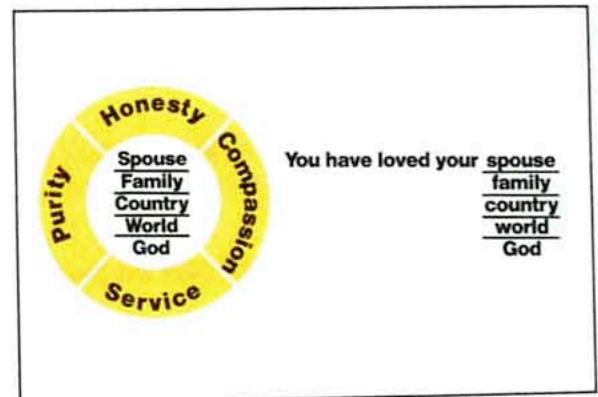 Honesty
Compassion
Service
Purity
Spouse
Family
Country
World
God
You have loved your spouse
family
country
world
God